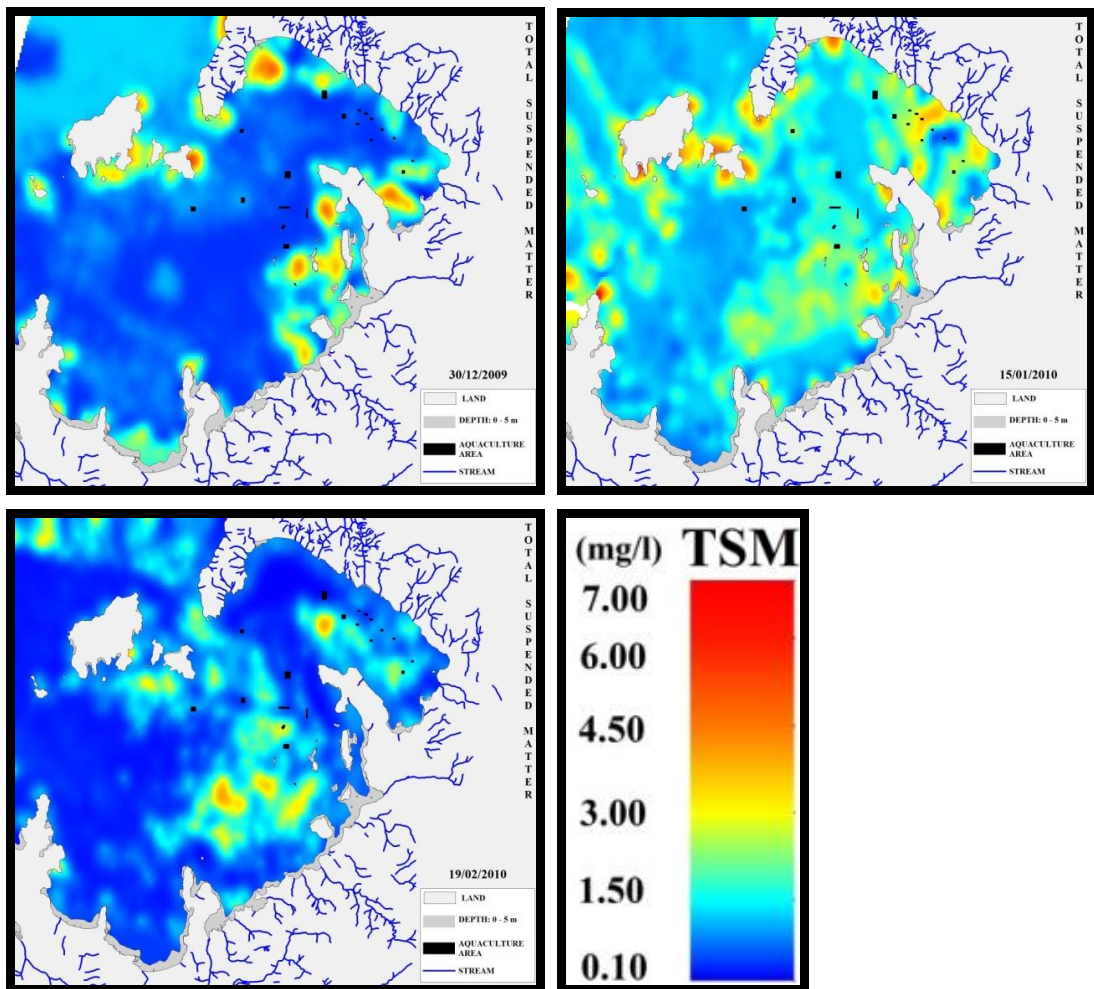 TOTAL SUSPENDED MATTER
30/12/2009
LAND
DEPTH: 0 - 5 m
AQUACULTURE
AREA
STREAM
TOTAL SUSPENDED MATTER
15/01/2010
LAND
DEPTH: 0 - 5 m
AQUACULTURE
AREA
STREAM
TOTAL SUSPENDED MATTER
19/02/2010
LAND
DEPTH: 0 - 5 m
AQUACULTURE
AREA
STREAM
(mg/l) TSM
7.00
6.00
4.50
3.00
1.50
0.10